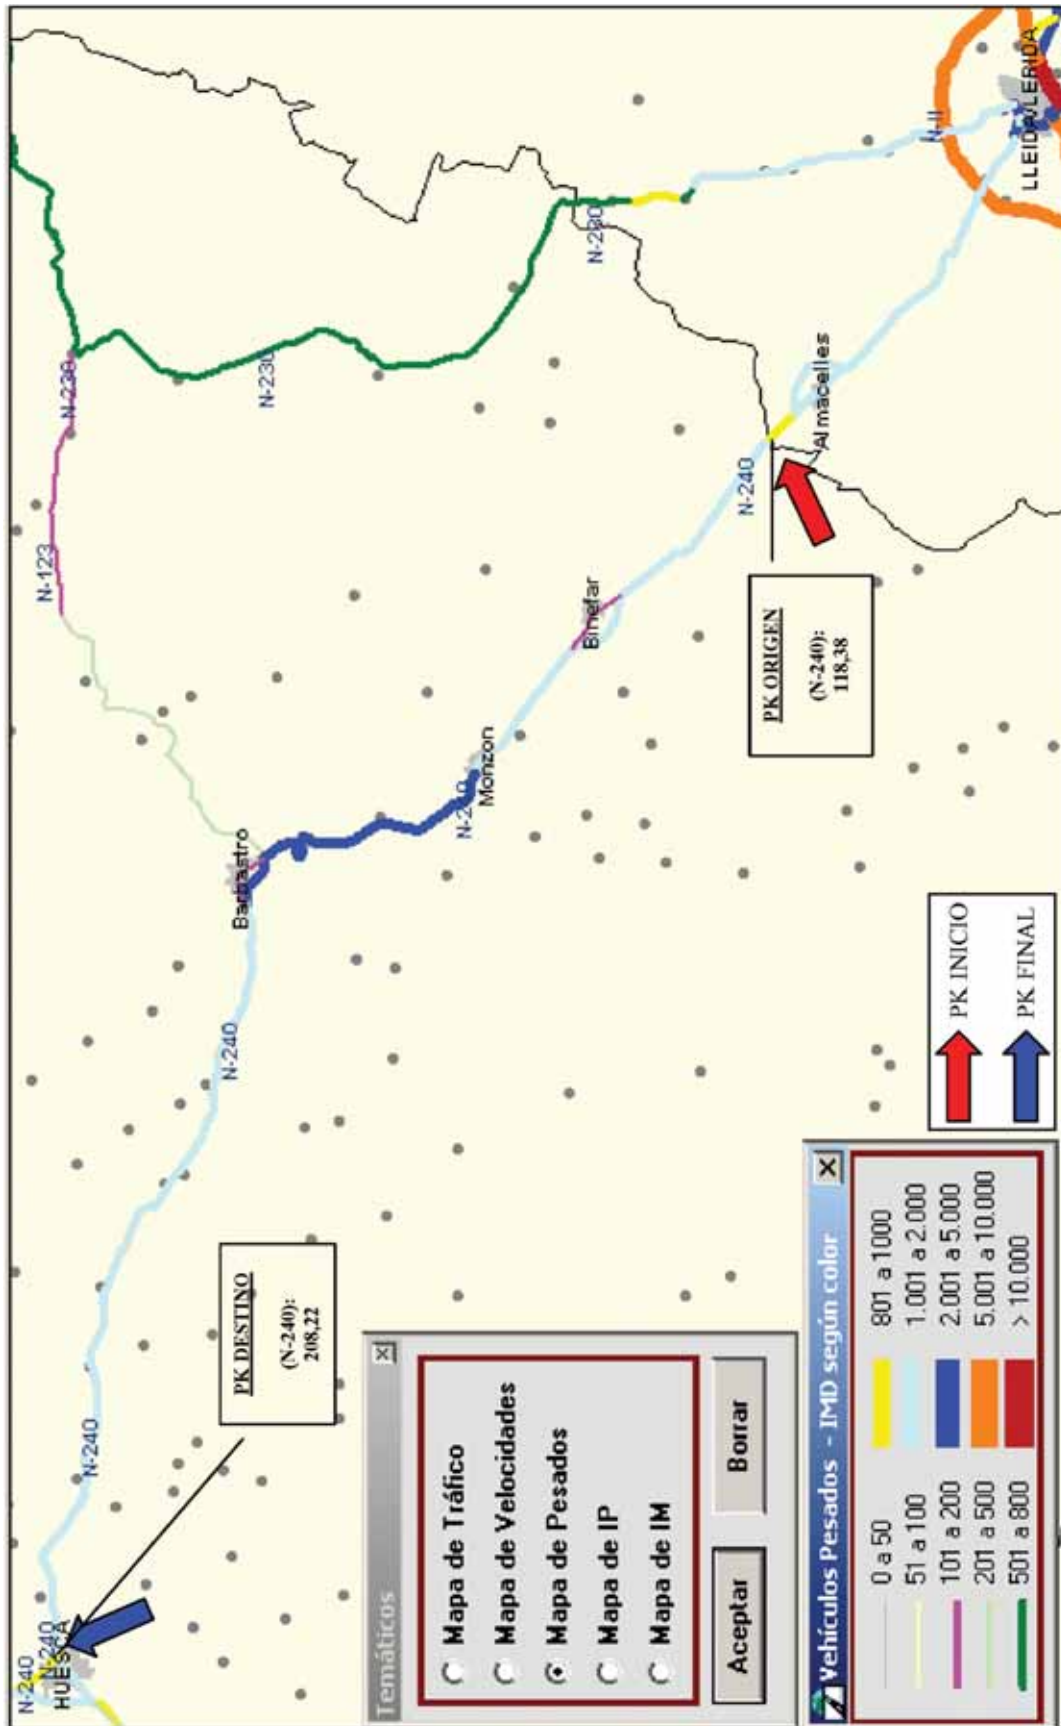 N-240
N-240
HUESCA
N-240
PK DESTINO
(N-240):
208,22
N-240
Barbastro
N-123
N-230
N-230
N-230
N-240
Monzon
Binefar
N-240
Almacelles
PK ORIGEN
(N-240):
118,38
N-II
LLEIDA/LERIDA
Temáticos
Mapa de Tráfico
Mapa de Velocidades
Mapa de Pesados
Mapa de IP
Mapa de IM
Aceptar
Borrar
Vehículos Pesados - IMD según color
0 a 50
801 a 1000
51 a 100
1.001 a 2.000
101 a 200
2.001 a 5.000
201 a 500
5.001 a 10.000
501 a 800
> 10.000
PK INICIO
PK FINAL